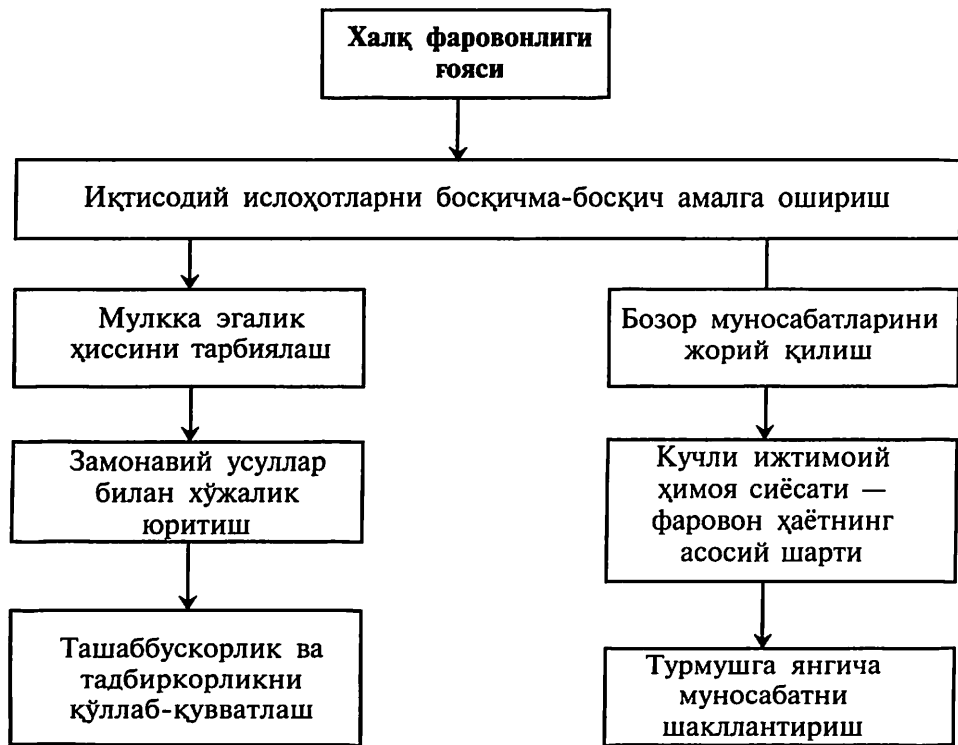 Халқ фаровонлиги
ғояси
Иқтисодий ислоҳотларни босқичма-босқич амалга ошириш
Мулкка эгалик
ҳиссини тарбиялаш
Бозор муносабатларини
жорий қилиш
Замонавий усуллар
билан хўжалик
юритиш
Кучли ижтимоий
ҳимоя сиёсати —
фаровон ҳаётнинг
асосий шарти
Ташаббускорлик ва
тадбиркорликни
қўллаб-қувватлаш
Турмушга янгича
муносабатни
шакллантириш